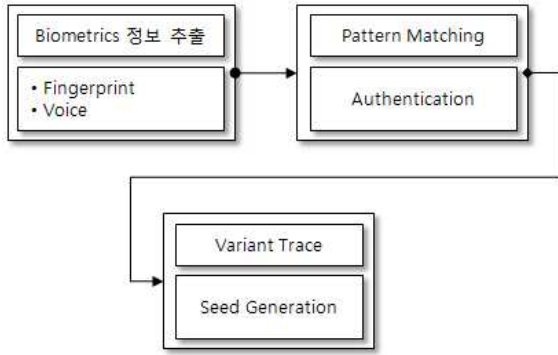 Biometrics 정보 추출
• Fingerprint
• Voice
Pattern Matching
Authentication
Variant Trace
Seed Generation